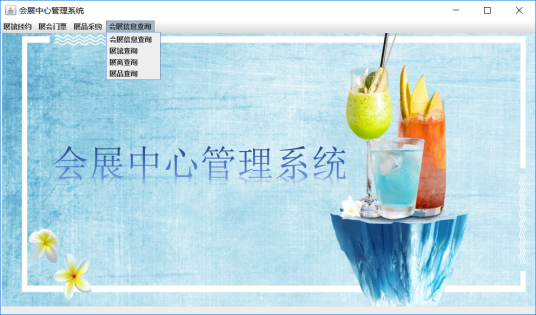 会展中心管理系统
展馆预约 展会门票 展品采购 会展信息查询
会展信息查询
展馆查询
展商查询
展品查询
会展中心管理系统